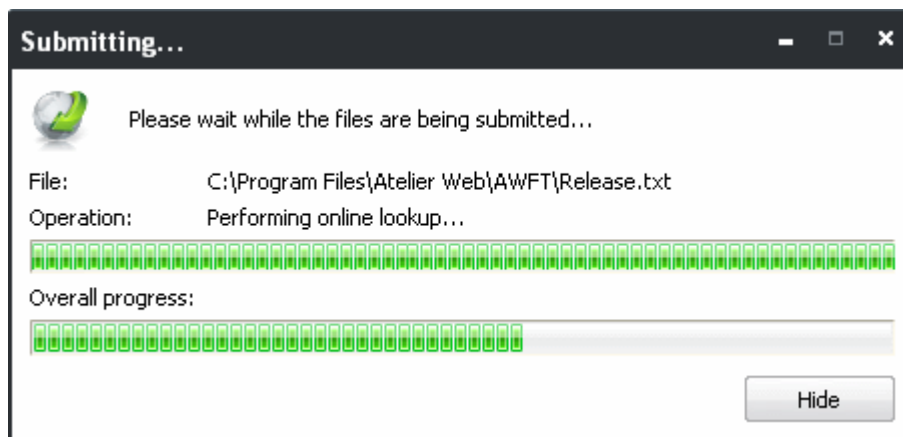 Submitting...
Please wait while the files are being submitted...
File: C:\Program Files\Atelier Web\AWFT\Release.txt
Operation: Performing online lookup...
Overall progress:
Hide